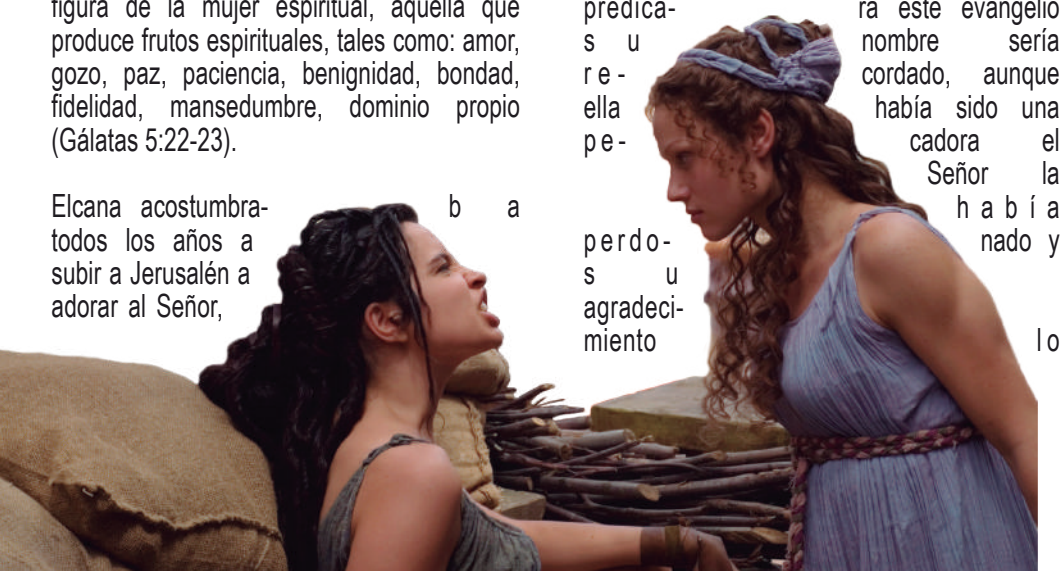 figura de la mujer espiritual, aquella que
produce frutos espirituales, tales como: amor,
gozo, paz, paciencia, benignidad, bondad,
fidelidad, mansedumbre, dominio propio
(Gálatas 5:22-23).
Elcana acostumbra- b a
todos los años a
subir a Jerusalén a
adorar al Señor,
predica- rá este evangelio
s u nombre sería
r e - cordado, aunque
ella había sido una
p e - cadora el
Señor la
h a b í a
perdo- nado y
s u
agradeci-
miento l o